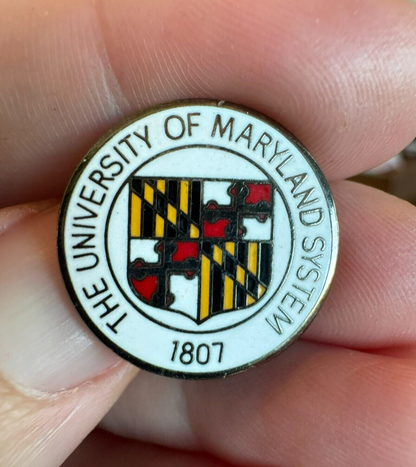 THE UNIVERSITY OF MARYLAND SYSTEM
1807